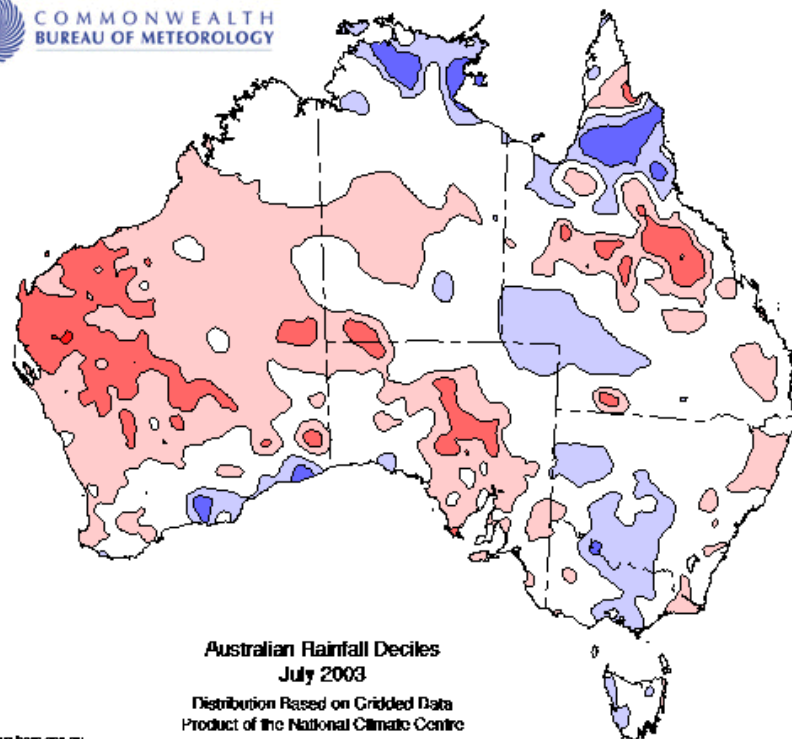 COMMONWEALTH
BUREAU OF METEOROLOGY
Australian Rainfall Deciles
July 2003
Distribution Based on Gridded Data
Product of the National Climate Centre